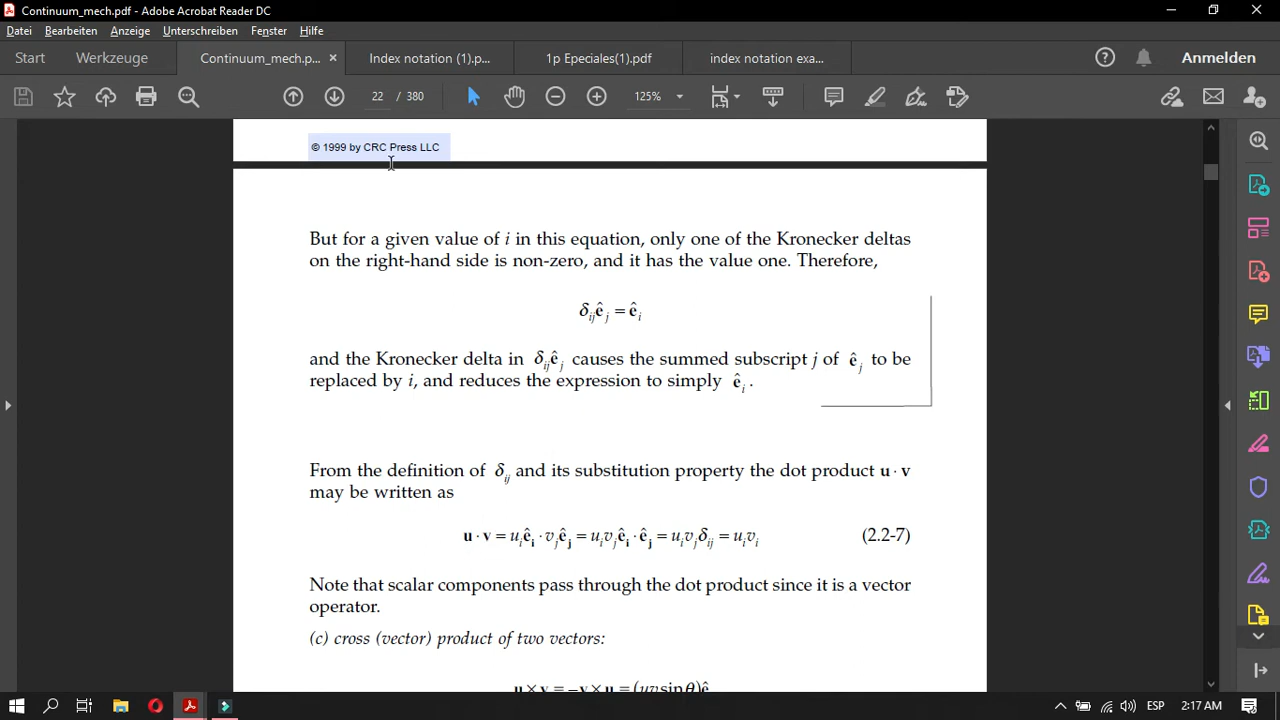 Continuum_mech.pdf - Adobe Acrobat Reader DC
Datei Bearbeiten Anzeige Unterschreiben Fenster Hilfe
Start Werkzeuge Continuum_mech.p... × Index notation (1).p... 1p Epeciales(1).pdf index notation exa... Anmelden
22 / 380 125%
© 1999 by CRC Press LLC
But for a given value of i in this equation, only one of the Kronecker deltas
on the right-hand side is non-zero, and it has the value one. Therefore,
δ_ij ê_j = ê_i
and the Kronecker delta in δ_ij ê_j causes the summed subscript j of ê_j to be
replaced by i, and reduces the expression to simply ê_i .
From the definition of δ_ij and its substitution property the dot product u · v
may be written as
u · v = u_i ê_i · v_j ê_j = u_i v_j ê_i · ê_j = u_i v_j δ_ij = u_i v_i (2.2-7)
Note that scalar components pass through the dot product since it is a vector
operator.
(c) cross (vector) product of two vectors:
u × v = –v × u = (uv sin θ) ê
ESP 2:17 AM